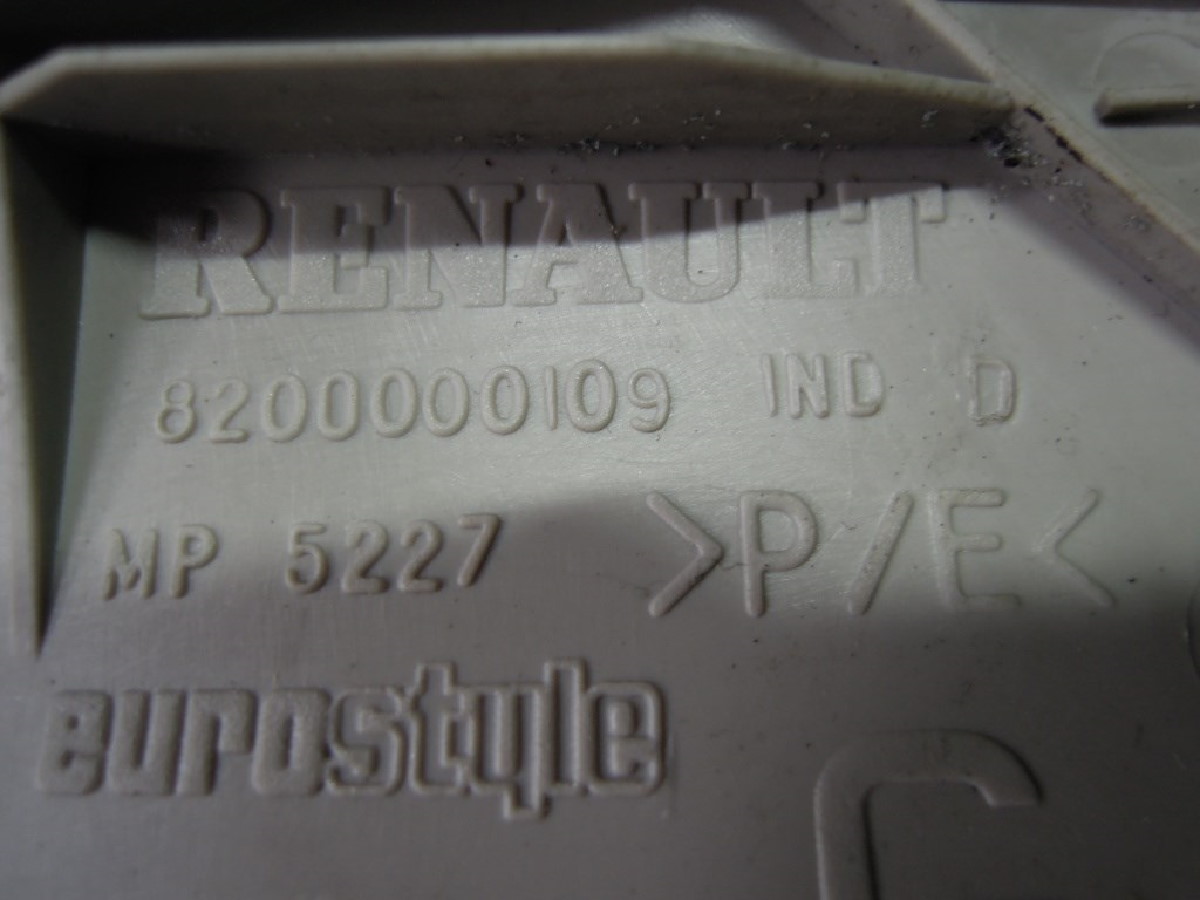 RENAULT
8200000109 IND D
MP 5227 >P/E<
eurostyle